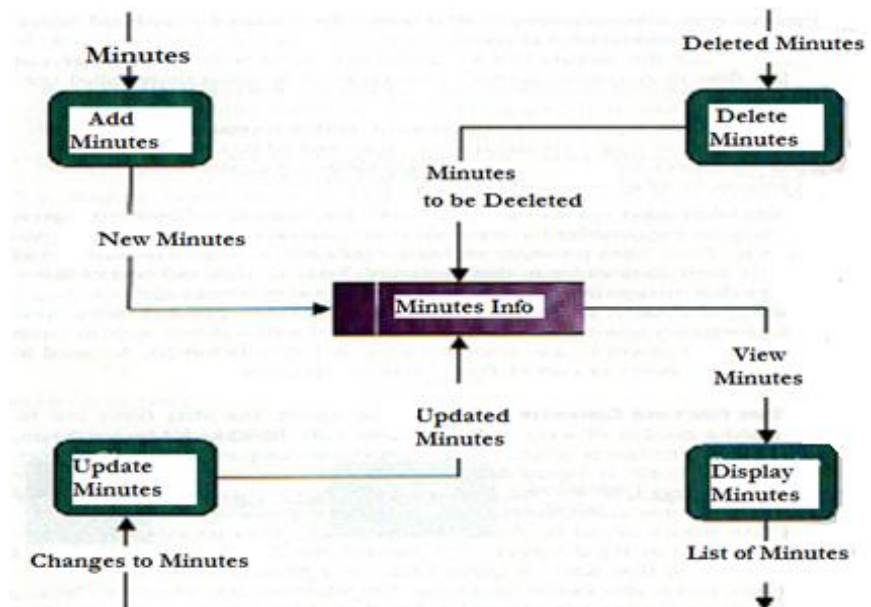 Minutes
Deleted Minutes
Add
Minutes
Delete
Minutes
Minutes
to be Deeleted
New Minutes
Minutes Info
View
Minutes
Updated
Minutes
Update
Minutes
Display
Minutes
Changes to Minutes
List of Minutes